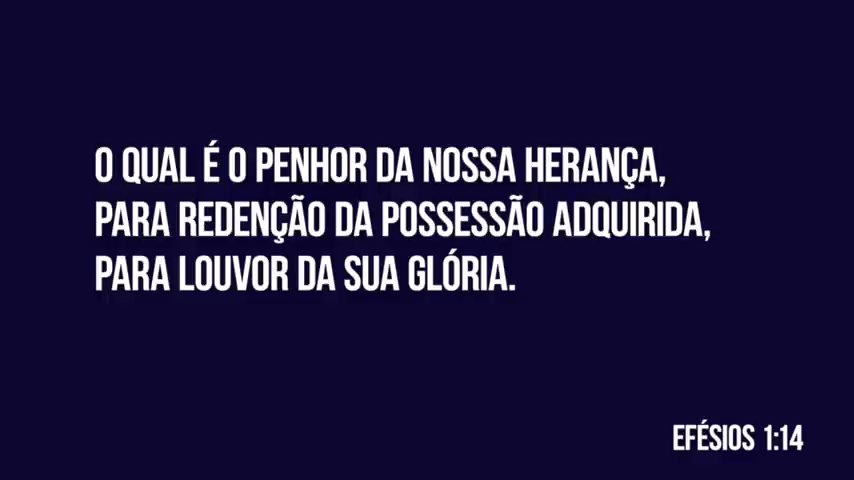 O QUAL É O PENHOR DA NOSSA HERANÇA,
PARA REDENÇÃO DA POSSESSÃO ADQUIRIDA,
PARA LOUVOR DA SUA GLÓRIA.
EFÉSIOS 1:14